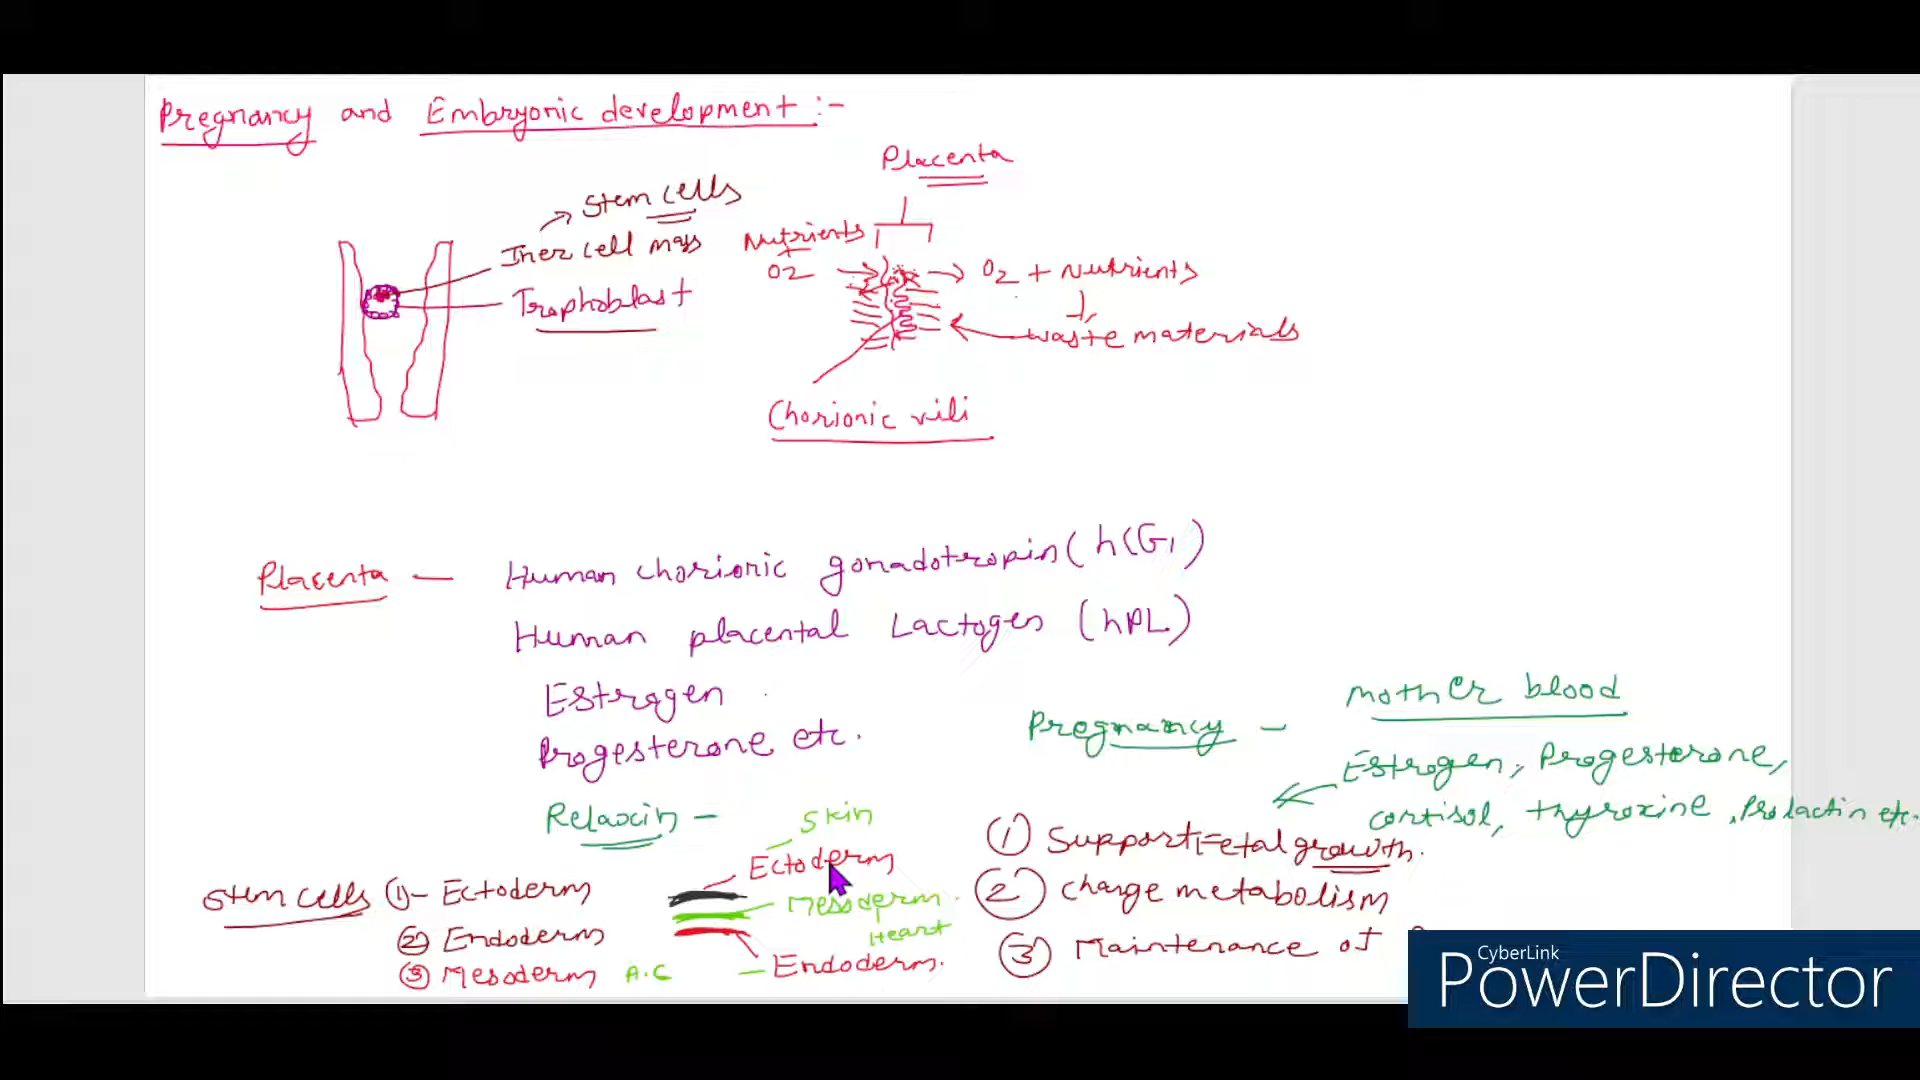 Pregnancy and Embryonic development :-
Placenta
Stem cells
Iner cell mass
Trophoblast
Nutrients
+
O2
O2 + Nutrients
waste materials
Chorionic vili
Placenta — Human chorionic gonadotropin (hCG)
Human placental Lactogen (hPL)
Estrogen
Progesterone etc.
Relaxin –
Pregnancy – mother blood
Estrogen, Progesterone,
cortisol, thyroxine, Prolactin etc.
① Support Fetal growth.
② change metabolism
③ Maintenance of
Stem cells ①- Ectoderm
② Endoderm
③ Mesoderm A.C
Skin
Ectoderm
Mesoderm.
Heart
– Endoderm.
CyberLink
PowerDirector